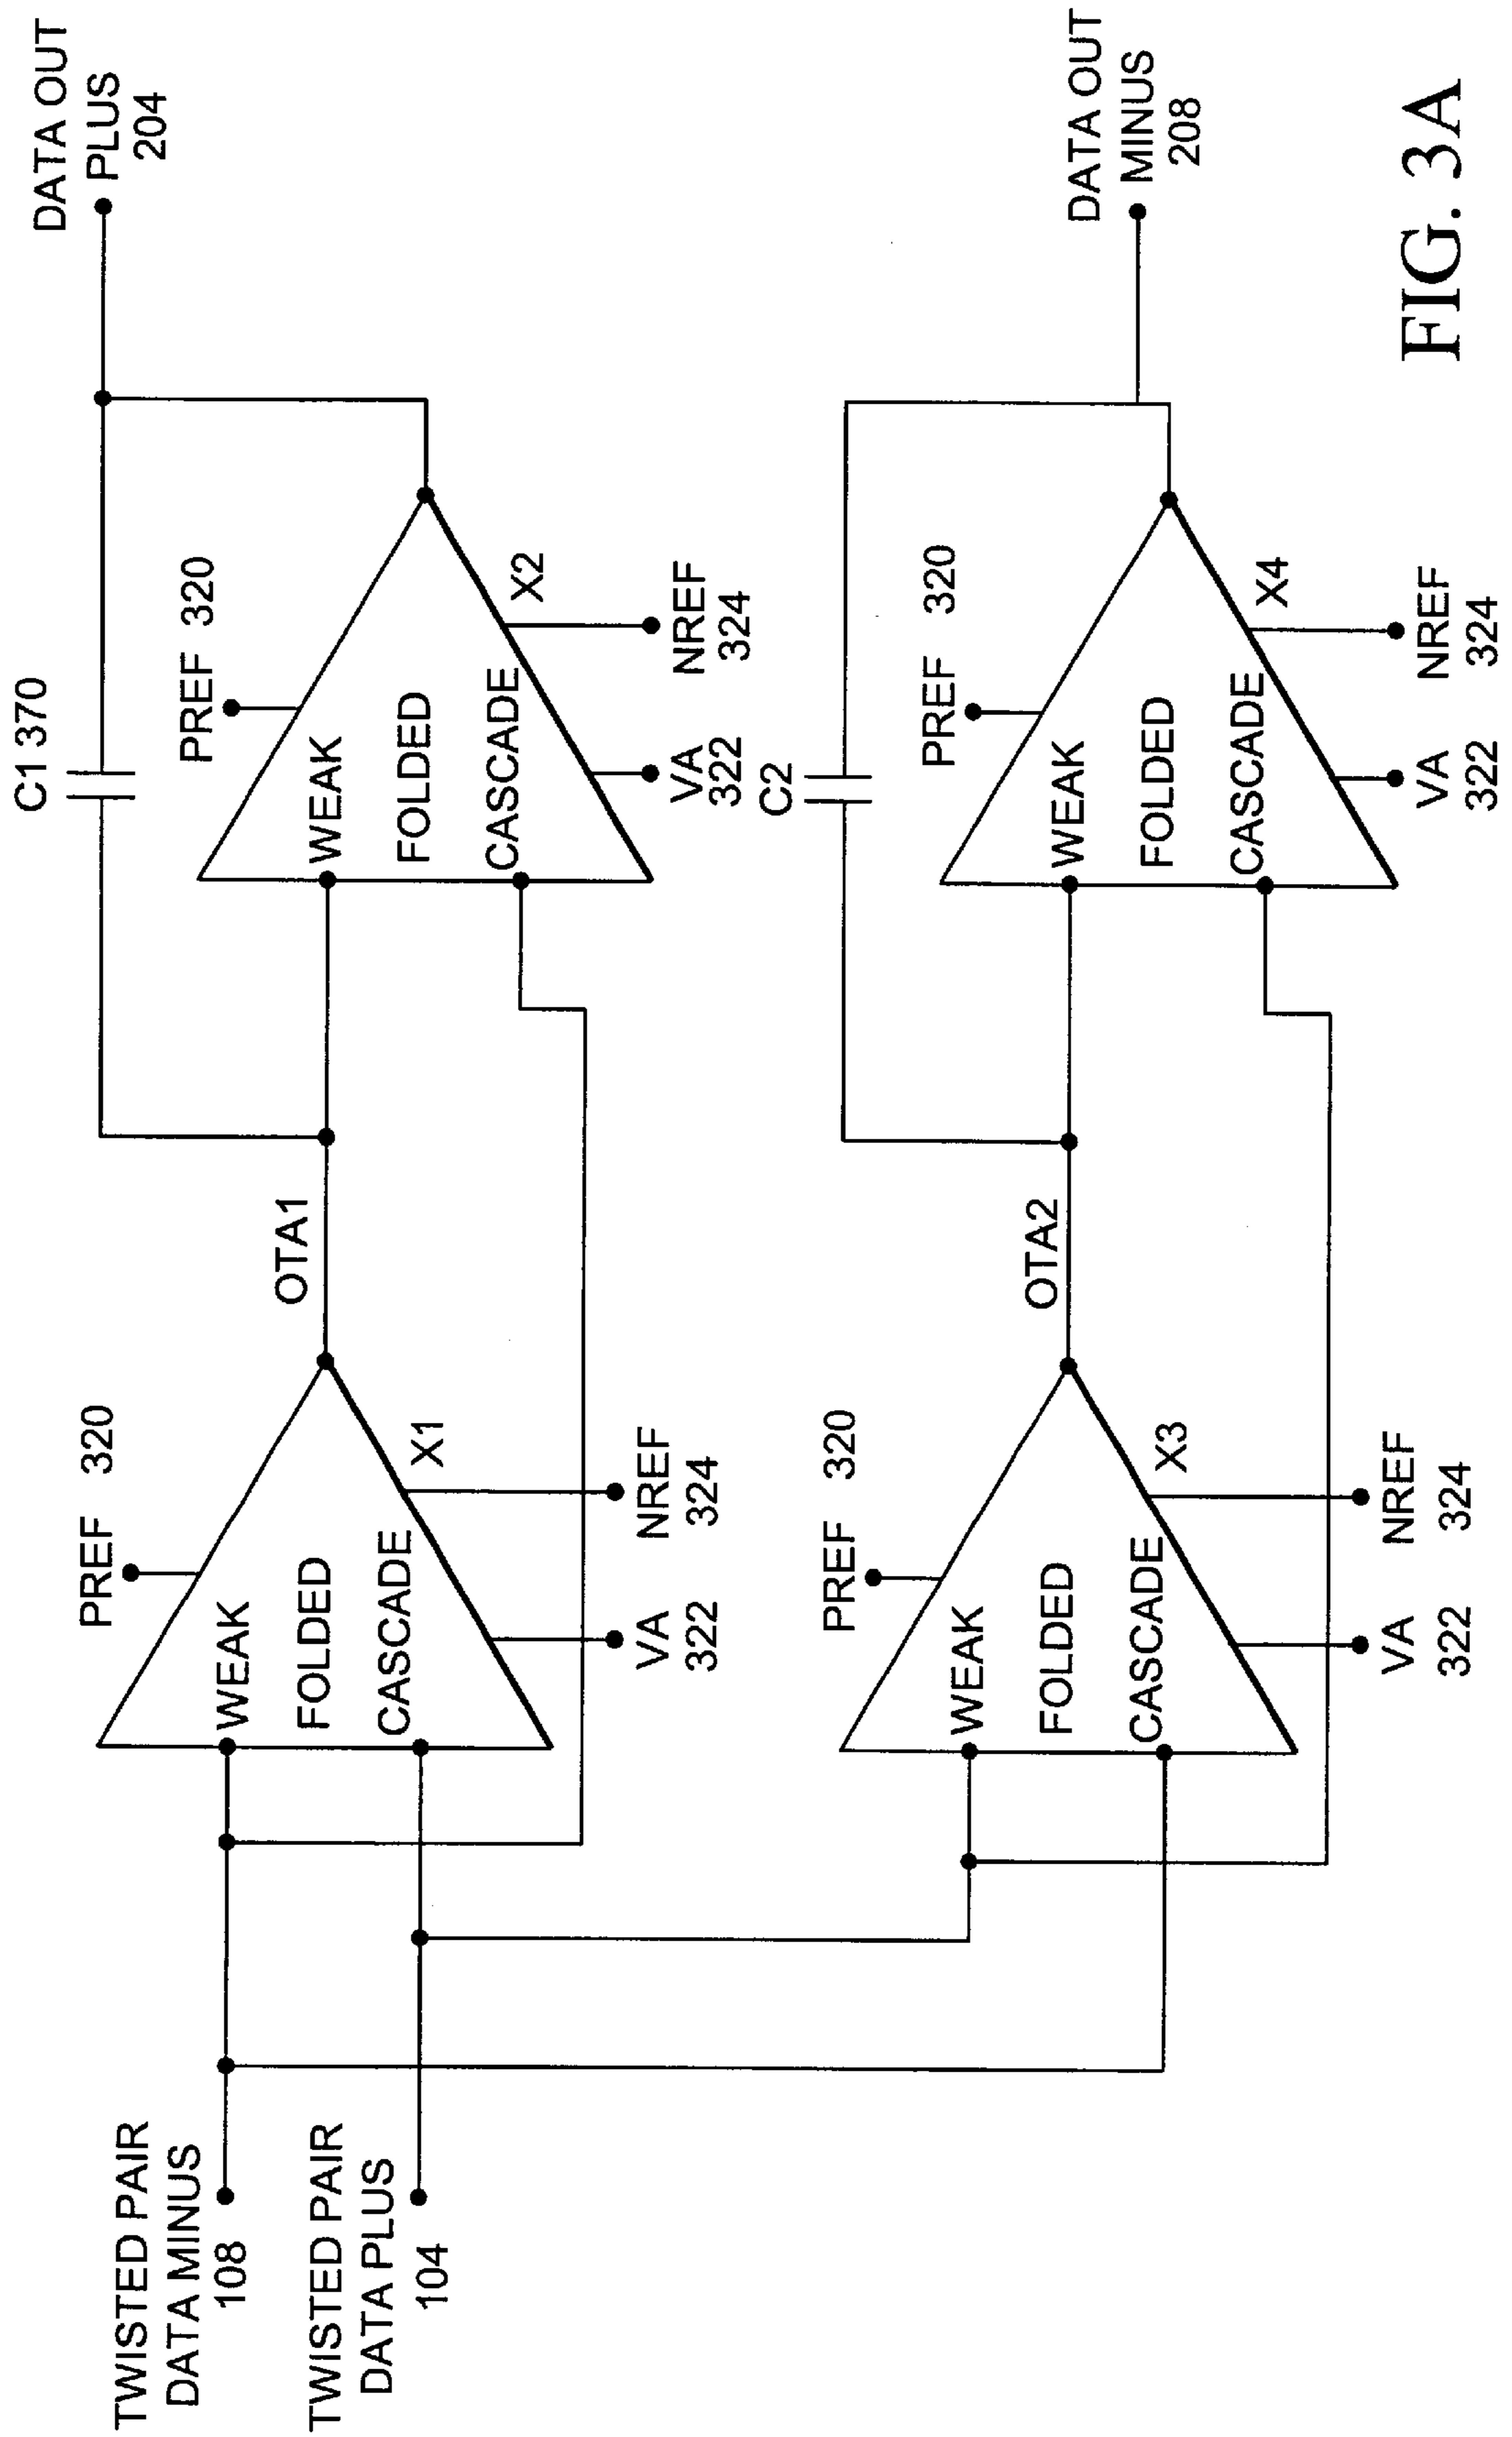 TWISTED PAIR
DATA MINUS
108
TWISTED PAIR
DATA PLUS
104
PREF 320
WEAK
FOLDED
CASCADE
X1
VA
322
NREF
324
OTA1
C1 370
PREF 320
WEAK
FOLDED
CASCADE
X2
VA
322
NREF
324
DATA OUT
PLUS
204
PREF 320
WEAK
FOLDED
CASCADE
X3
VA
322
NREF
324
OTA2
C2
PREF 320
WEAK
FOLDED
CASCADE
X4
VA
322
NREF
324
DATA OUT
MINUS
208
FIG. 3A